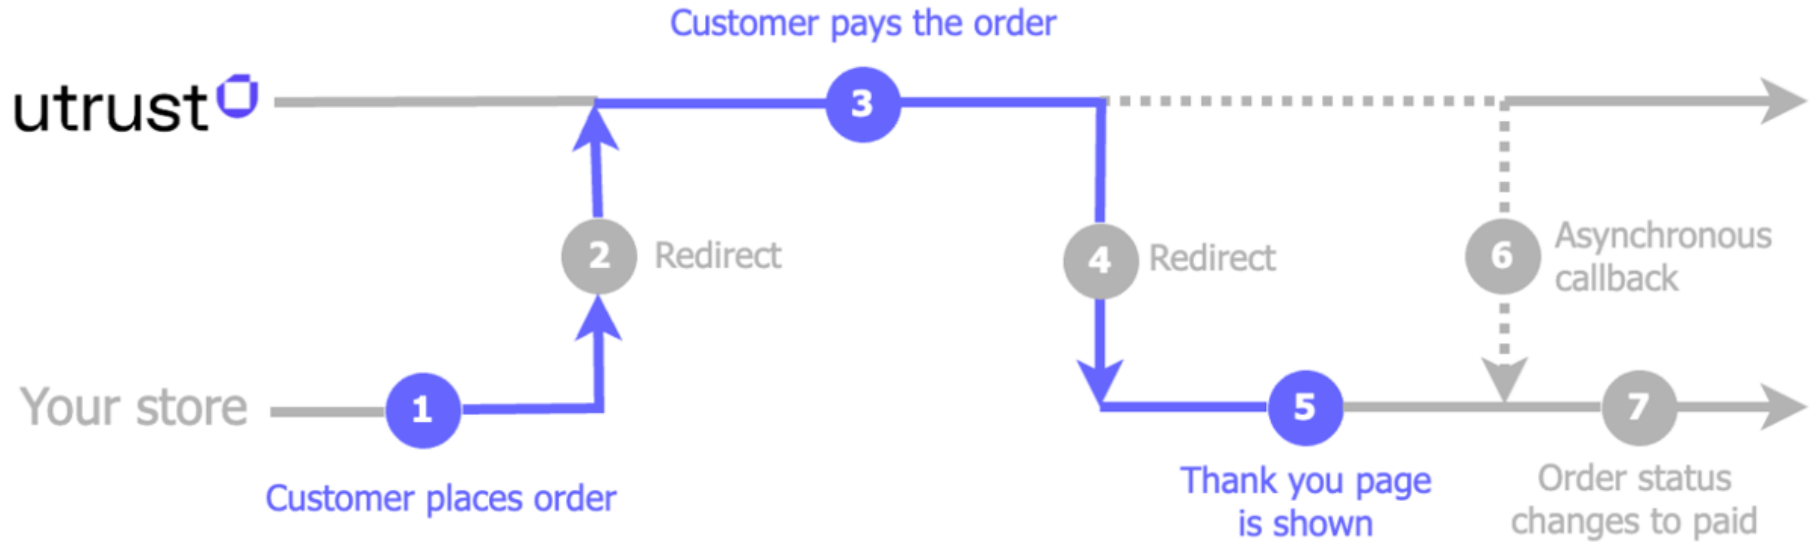 Customer pays the order
utrust
3
2
Redirect
4
Redirect
6
Asynchronous
callback
Your store
1
5
7
Customer places order
Thank you page
is shown
Order status
changes to paid